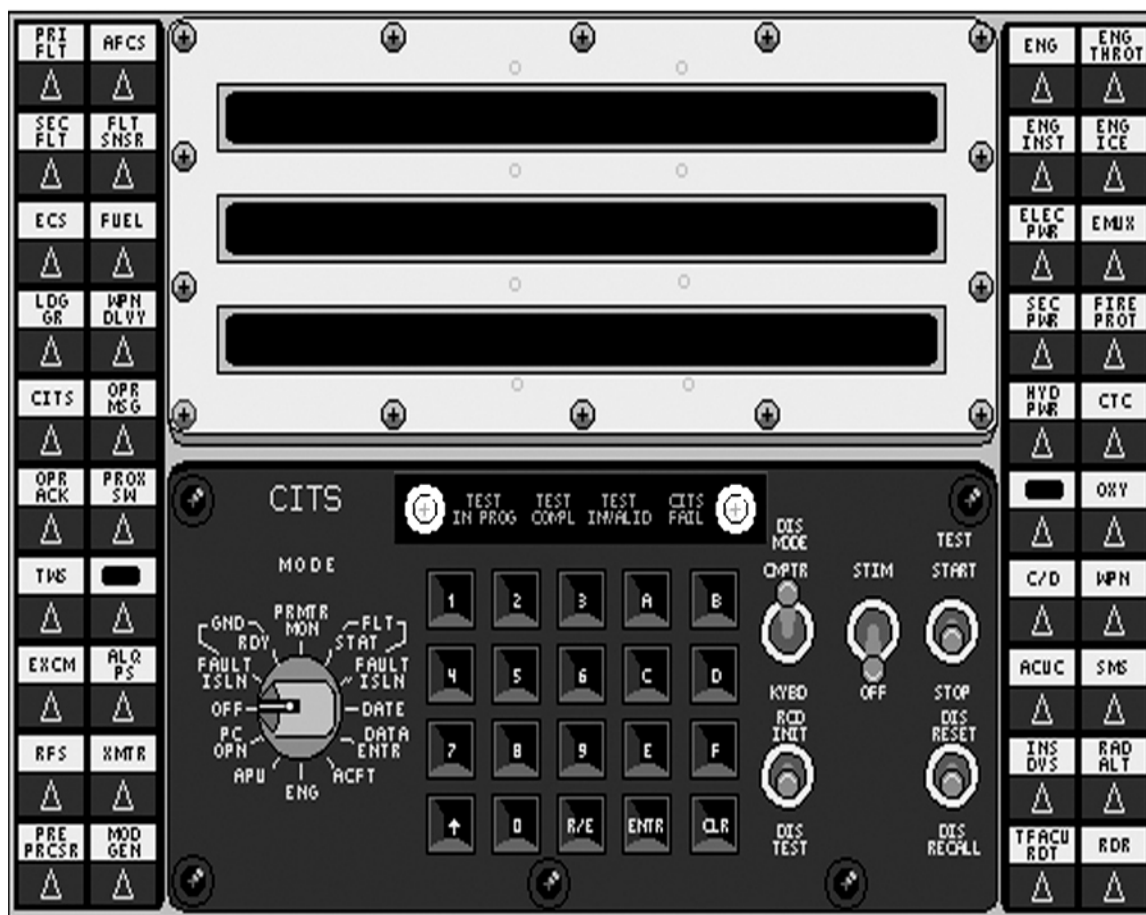 PRI
FLT
AFCS
SEC
FLT
FLT
SNSR
ECS
FUEL
LDG
GR
WPN
DLVY
CITS
OPR
MSG
OPR
ACK
PROX
SW
TWS
EXCM
ALQ
PS
RFS
XMTR
PRE
PRCSR
MOD
GEN
CITS
TEST
IN PROG
TEST
COMPL
TEST
INVALID
CITS
FAIL
MODE
GND
RDY
PRMTR
MON
FLT
STAT
FAULT
ISLN
FAULT
ISLN
OFF
DATE
PC
OPN
DATA
ENTR
APU
ENG
ACFT
1 2 3 A B
4 5 6 C D
7 8 9 E F
↑ 0 R/E ENTR CLR
DIS
MODE
CMPTR
KYBD
STIM
OFF
TEST
START
STOP
RCD
INIT
DIS
TEST
DIS
RESET
DIS
RECALL
ENG
ENG
THROT
ENG
INST
ENG
ICE
ELEC
PWR
EMUX
SEC
PWR
FIRE
PROT
HYD
PWR
CTC
OXY
C/D
WPN
ACUC
SMS
INS
DVS
RAD
ALT
TFACU
RDT
RDR